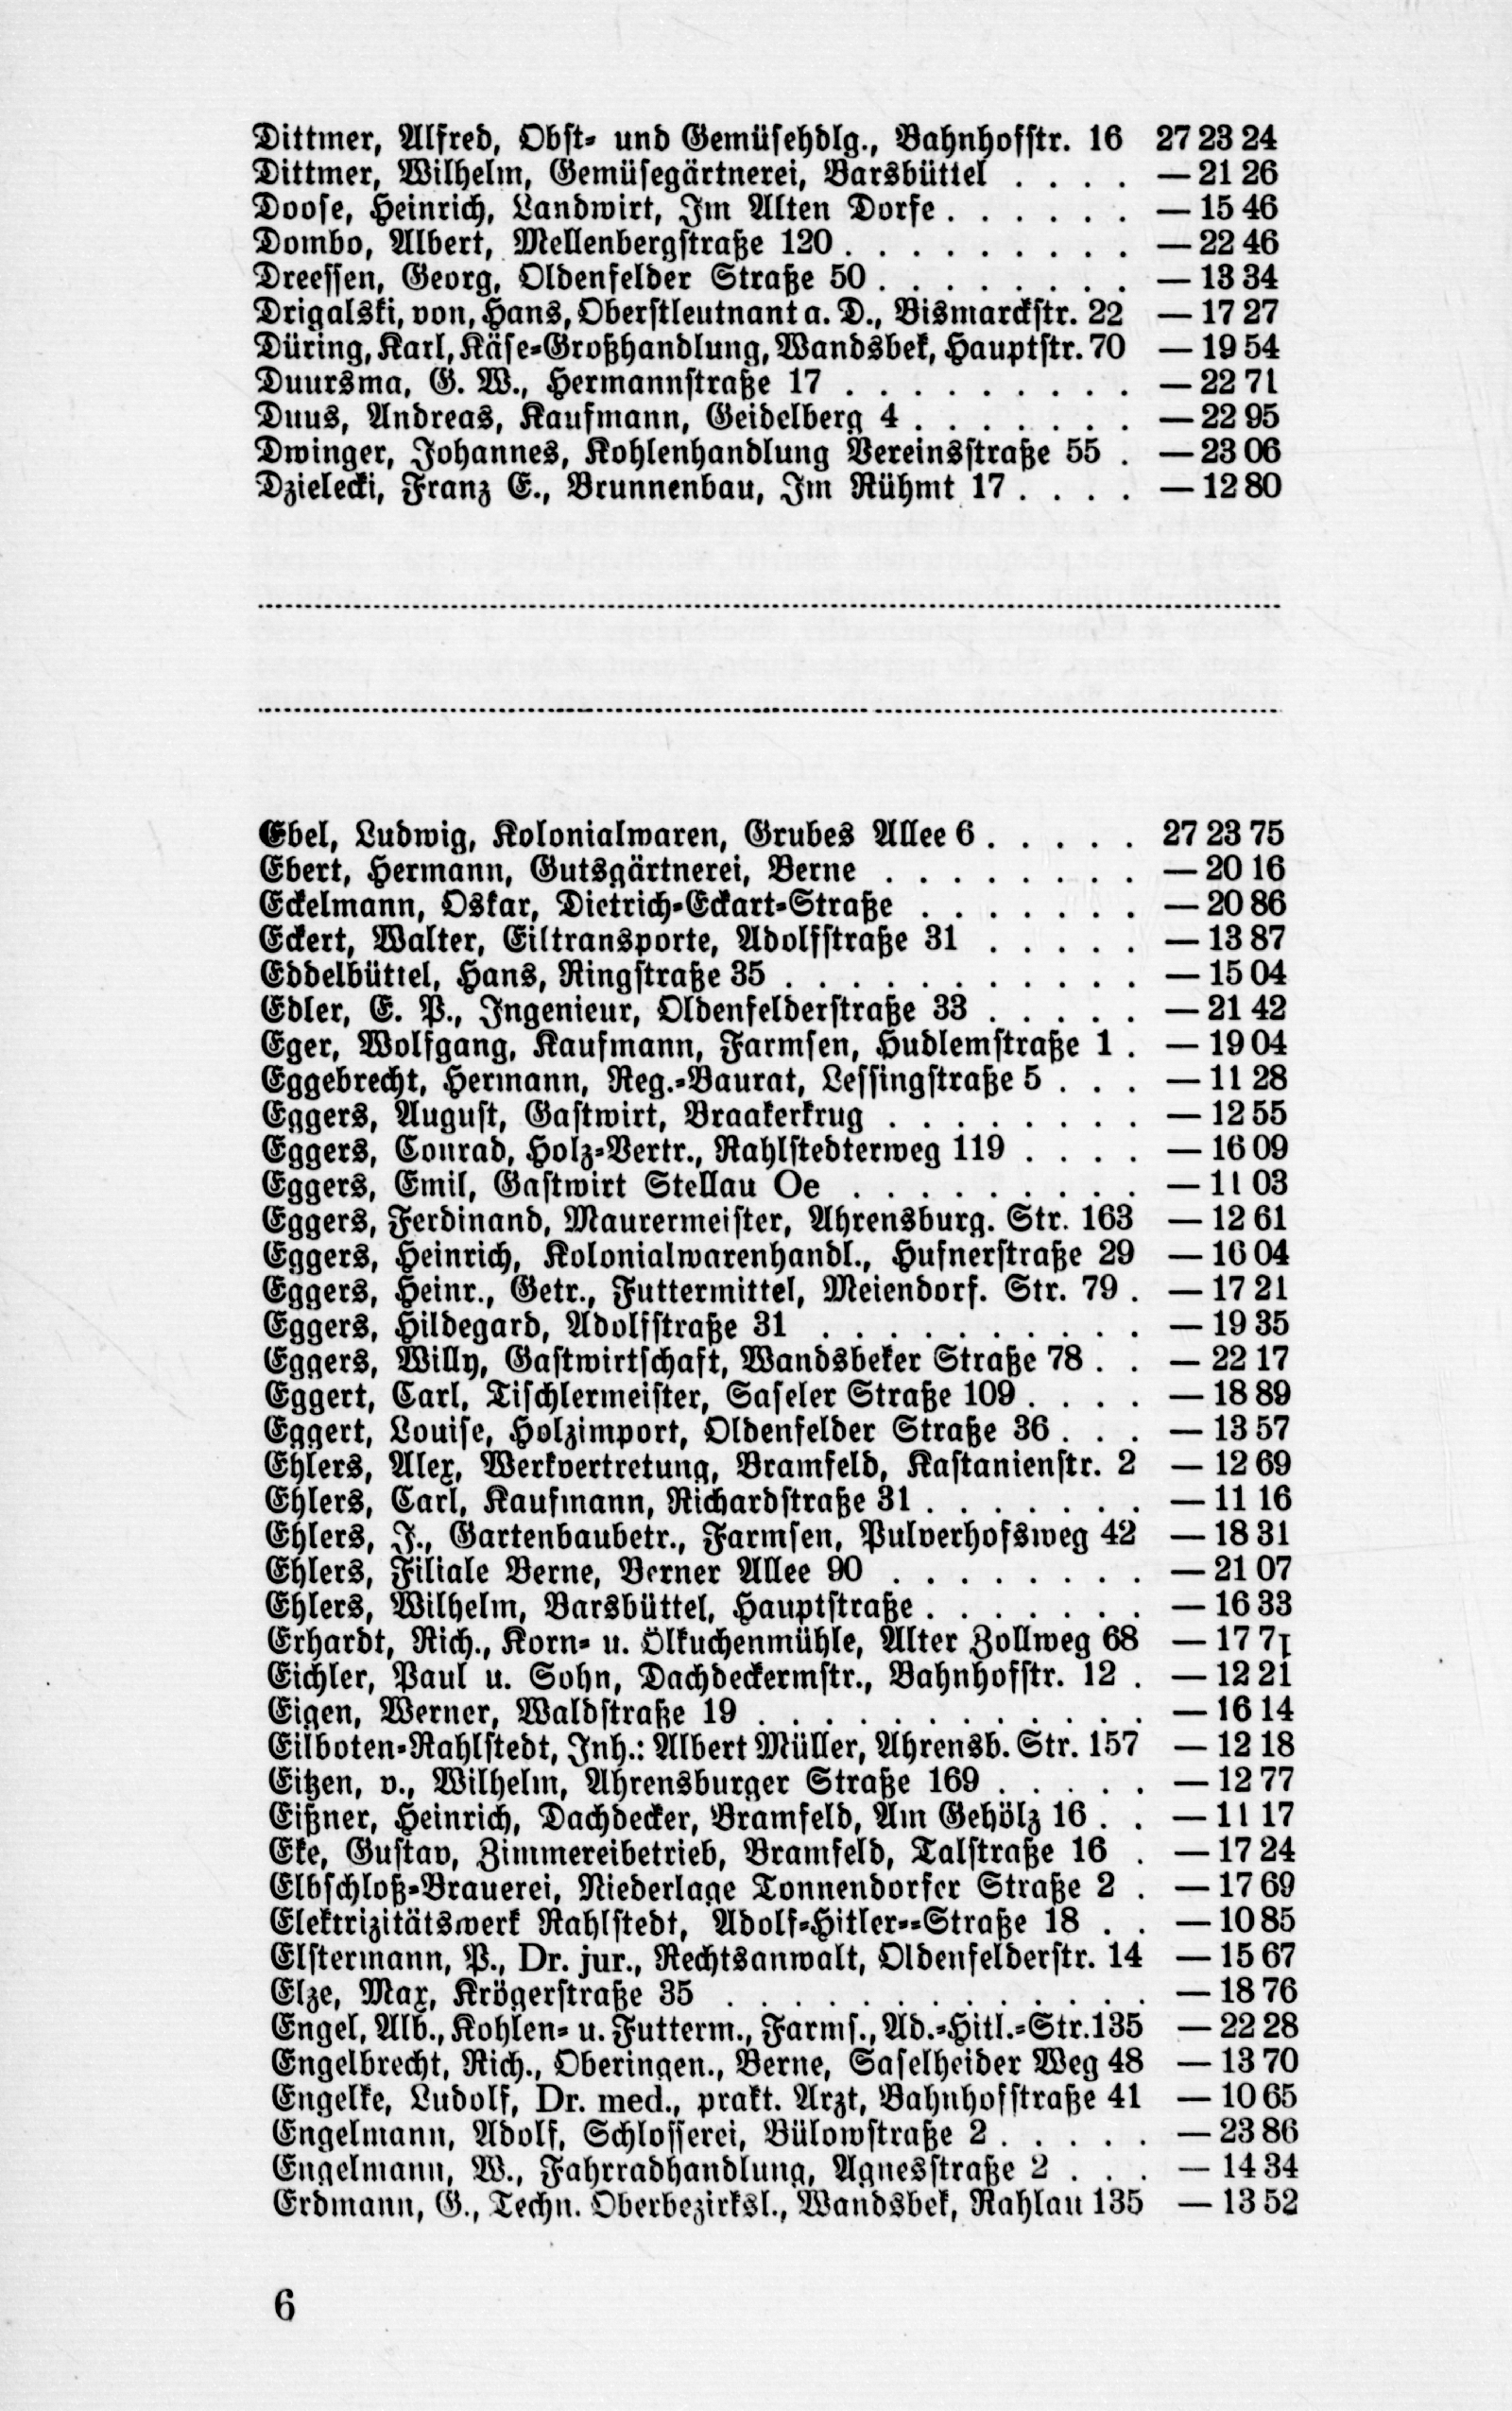 Dittmer, Alfred, Obst- und Gemüsehdlg., Bahnhofstr. 16 27 23 24
Dittmer, Wilhelm, Gemüsegärtnerei, Barsbüttel . . . . — 21 26
Doose, Heinrich, Landwirt, Im Alten Dorfe . . . . . . — 15 46
Dombo, Albert, Mellenbergstraße 120 . . . . . . . . . — 22 46
Dreessen, Georg, Oldenfelder Straße 50 . . . . . . . . — 13 34
Drigalski, von, Hans, Oberstleutnant a. D., Bismarckstr. 22 — 17 27
Düring, Karl, Käse-Großhandlung, Wandsbek, Hauptstr. 70 — 19 54
Duursma, G. W., Hermannstraße 17 . . . . . . . . . — 22 71
Duus, Andreas, Kaufmann, Geidelberg 4 . . . . . . . — 22 95
Dwinger, Johannes, Kohlenhandlung Vereinsstraße 55 . — 23 06
Dzielecki, Franz E., Brunnenbau, Im Rühmt 17 . . . . — 12 80
Ebel, Ludwig, Kolonialwaren, Grubes Allee 6 . . . . . 27 23 75
Ebert, Hermann, Gutsgärtnerei, Berne . . . . . . . . — 20 16
Eckelmann, Oskar, Dietrich-Eckart-Straße . . . . . . . — 20 86
Eckert, Walter, Eiltransporte, Adolfstraße 31 . . . . . — 13 87
Eddelbüttel, Hans, Ringstraße 35 . . . . . . . . . . . — 15 04
Edler, E. P., Ingenieur, Oldenfelderstraße 33 . . . . . — 21 42
Eger, Wolfgang, Kaufmann, Farmsen, Hudlemstraße 1 . — 19 04
Eggebrecht, Hermann, Reg.-Baurat, Lessingstraße 5 . . . — 11 28
Eggers, August, Gastwirt, Braakerkrug . . . . . . . . — 12 55
Eggers, Conrad, Holz-Vertr., Rahlstedterweg 119 . . . . — 16 09
Eggers, Emil, Gastwirt Stellau Oe . . . . . . . . . — 11 03
Eggers, Ferdinand, Maurermeister, Ahrensburg. Str. 163 — 12 61
Eggers, Heinrich, Kolonialwarenhandl., Hufnerstraße 29 — 16 04
Eggers, Heinr., Getr., Futtermittel, Meiendorf. Str. 79 . — 17 21
Eggers, Hildegard, Adolfstraße 31 . . . . . . . . . . — 19 35
Eggers, Willy, Gastwirtschaft, Wandsbeker Straße 78 . . — 22 17
Eggert, Carl, Tischlermeister, Saseler Straße 109 . . . . — 18 89
Eggert, Louise, Holzimport, Oldenfelder Straße 36 . . . — 13 57
Ehlers, Alex, Werkvertretung, Bramfeld, Kastanienstr. 2 — 12 69
Ehlers, Carl, Kaufmann, Richardstraße 31 . . . . . . . — 11 16
Ehlers, J., Gartenbaubetr., Farmsen, Pulverhofsweg 42 — 18 31
Ehlers, Filiale Berne, Berner Allee 90 . . . . . . . . — 21 07
Ehlers, Wilhelm, Barsbüttel, Hauptstraße . . . . . . . — 16 33
Erhardt, Rich., Korn- u. Ölkuchenmühle, Alter Zollweg 68 — 17 71
Eichler, Paul u. Sohn, Dachdeckermstr., Bahnhofstr. 12 . — 12 21
Eigen, Werner, Waldstraße 19 . . . . . . . . . . . . — 16 14
Eilboten-Rahlstedt, Inh.: Albert Müller, Ahrensb. Str. 157 — 12 18
Eitzen, v., Wilhelm, Ahrensburger Straße 169 . . . . . — 12 77
Eißner, Heinrich, Dachdecker, Bramfeld, Am Gehölz 16 . . — 11 17
Eke, Gustav, Zimmereibetrieb, Bramfeld, Talstraße 16 . — 17 24
Elbschloß-Brauerei, Niederlage Tonnendorfer Straße 2 . — 17 69
Elektrizitätswerk Rahlstedt, Adolf-Hitler--Straße 18 . . — 10 85
Elstermann, P., Dr. jur., Rechtsanwalt, Oldenfelderstr. 14 — 15 67
Elze, Max, Krögerstraße 35 . . . . . . . . . . . . . — 18 76
Engel, Alb., Kohlen- u. Futterm., Farms., Ad.-Hitl.-Str. 135 — 22 28
Engelbrecht, Rich., Oberingen., Berne, Saselheider Weg 48 — 13 70
Engelke, Ludolf, Dr. med., prakt. Arzt, Bahnhofstraße 41 — 10 65
Engelmann, Adolf, Schlosserei, Bülowstraße 2 . . . . . — 23 86
Engelmann, W., Fahrradhandlung, Agnesstraße 2 . . . — 14 34
Erdmann, G., Techn. Oberbezirksl., Wandsbek, Rahlau 135 — 13 52
6